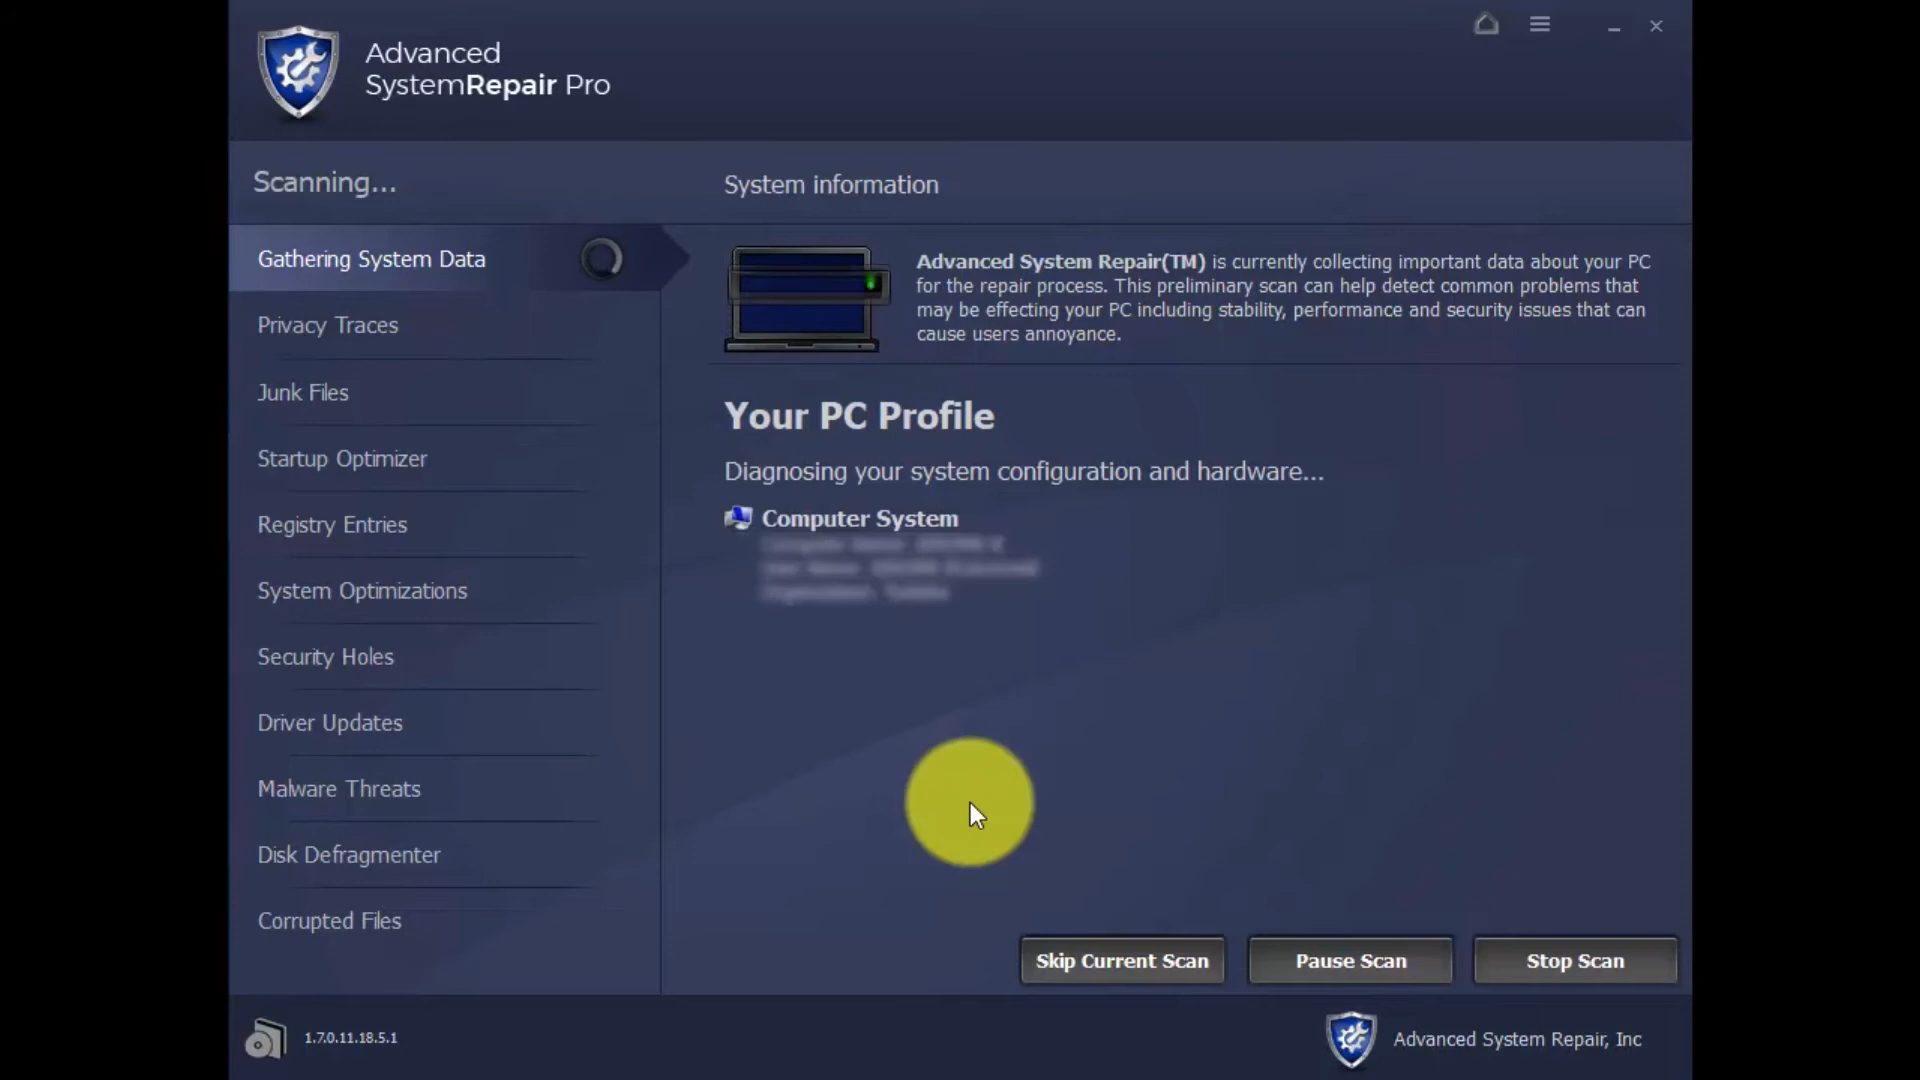 Advanced
SystemRepair Pro
Scanning...
System information
Gathering System Data
Privacy Traces
Junk Files
Startup Optimizer
Registry Entries
System Optimizations
Security Holes
Driver Updates
Malware Threats
Disk Defragmenter
Corrupted Files
Advanced System Repair(TM) is currently collecting important data about your PC
for the repair process. This preliminary scan can help detect common problems that
may be effecting your PC including stability, performance and security issues that can
cause users annoyance.
Your PC Profile
Diagnosing your system configuration and hardware...
Computer System
Skip Current Scan
Pause Scan
Stop Scan
1.7.0.11.18.5.1
Advanced System Repair, Inc